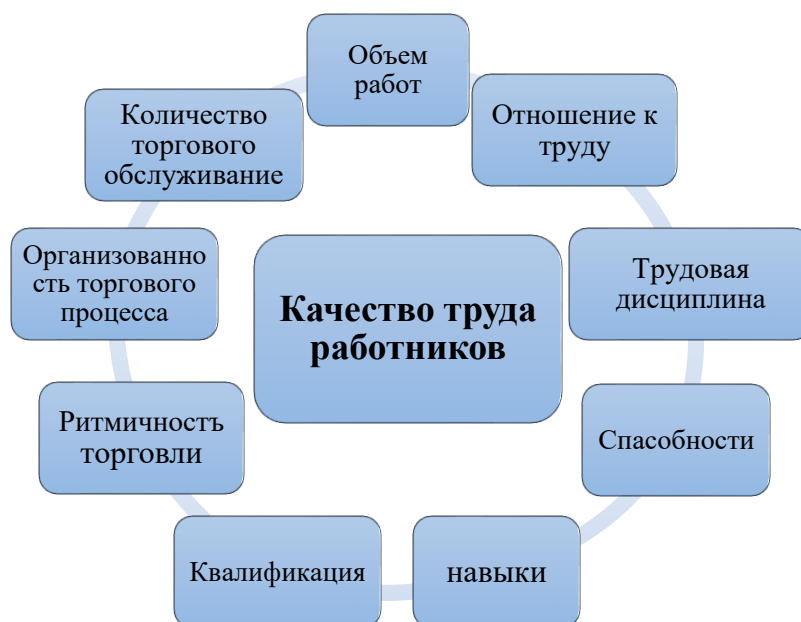 Объем
работ
Отношение к
труду
Трудовая
дисциплина
Спасобности
навыки
Квалификация
Ритмичностъ
торговли
Организованно
сть торгового
процесса
Количество
торгового
обслуживание
Качество труда
работников